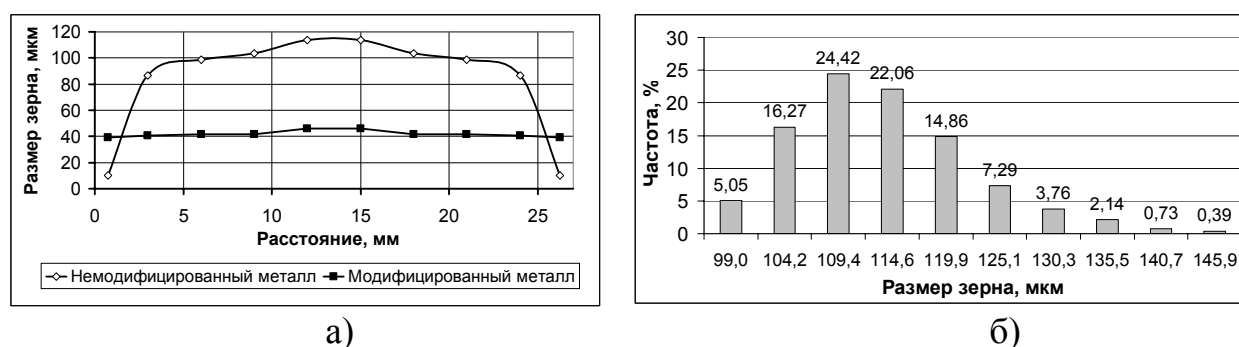 Размер зерна, мкм
120
100
80
60
40
20
0
0 5 10 15 20 25
Расстояние, мм
Немодифицированный металл Модифицированный металл
а)
Частота, %
30
25
20
15
10
5
0
5,05 16,27 24,42 22,06 14,86 7,29 3,76 2,14 0,73 0,39
99,0 104,2 109,4 114,6 119,9 125,1 130,3 135,5 140,7 145,9
Размер зерна, мкм
б)